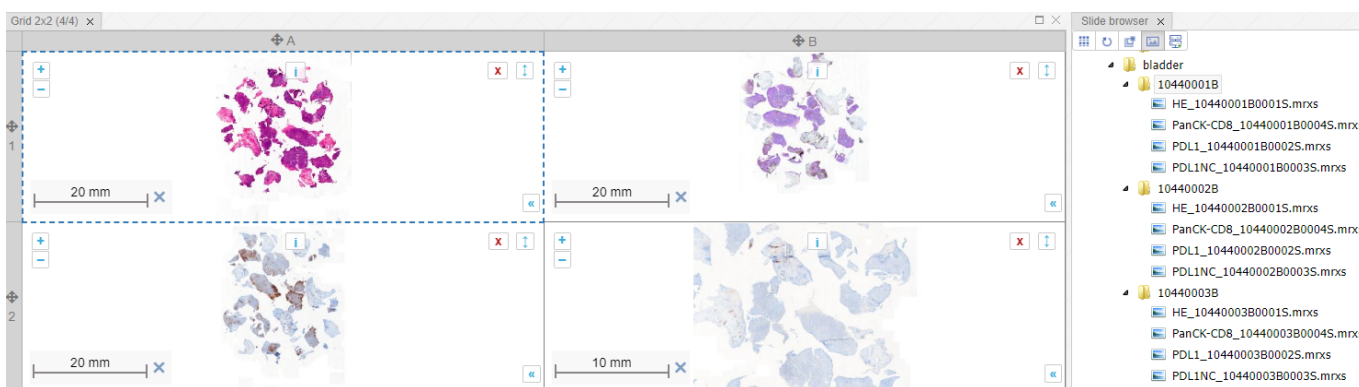 Grid 2x2 (4/4) ×
A
B
1
2
+
−
i
x
20 mm
«
+
−
i
x
20 mm
«
+
−
i
x
20 mm
«
+
−
i
x
10 mm
«
Slide browser ×
bladder
10440001B
HE_10440001B0001S.mrxs
PanCK-CD8_10440001B0004S.mrx
PDL1_10440001B0002S.mrxs
PDL1NC_10440001B0003S.mrxs
10440002B
HE_10440002B0001S.mrxs
PanCK-CD8_10440002B0004S.mrx
PDL1_10440002B0002S.mrxs
PDL1NC_10440002B0003S.mrxs
10440003B
HE_10440003B0001S.mrxs
PanCK-CD8_10440003B0004S.mrx
PDL1_10440003B0002S.mrxs
PDL1NC_10440003B0003S.mrxs